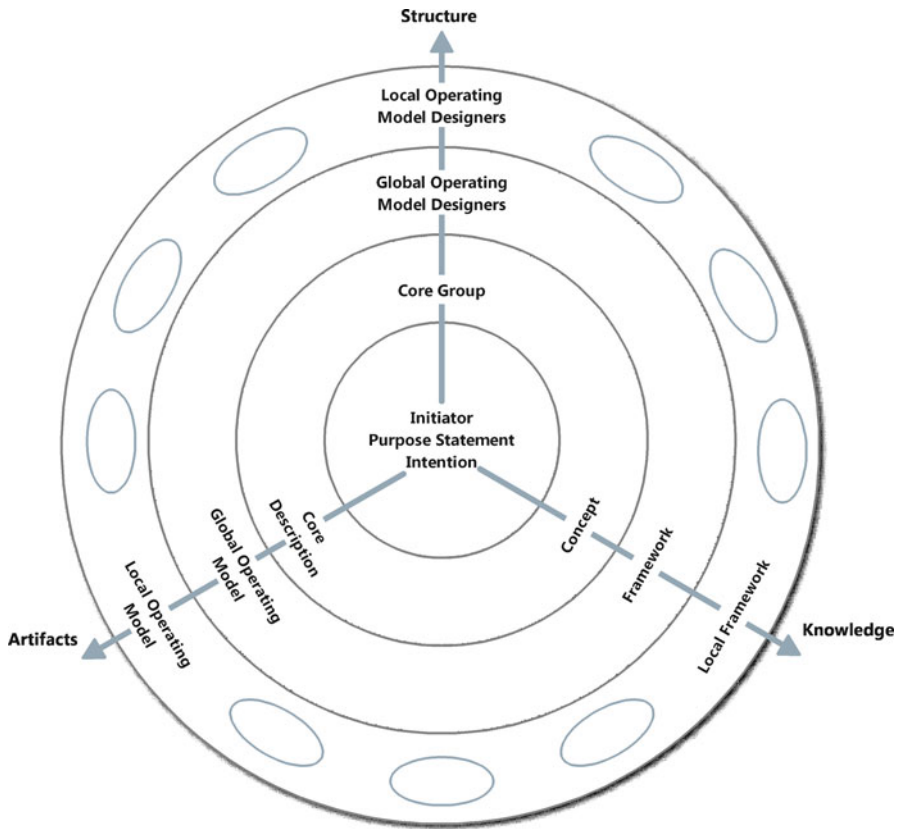 Structure
Local Operating
Model Designers
Global Operating
Model Designers
Core Group
Initiator
Purpose Statement
Intention
Core
Description
Global Operating
Model
Local Operating
Model
Artifacts
Concept
Framework
Local Framework
Knowledge